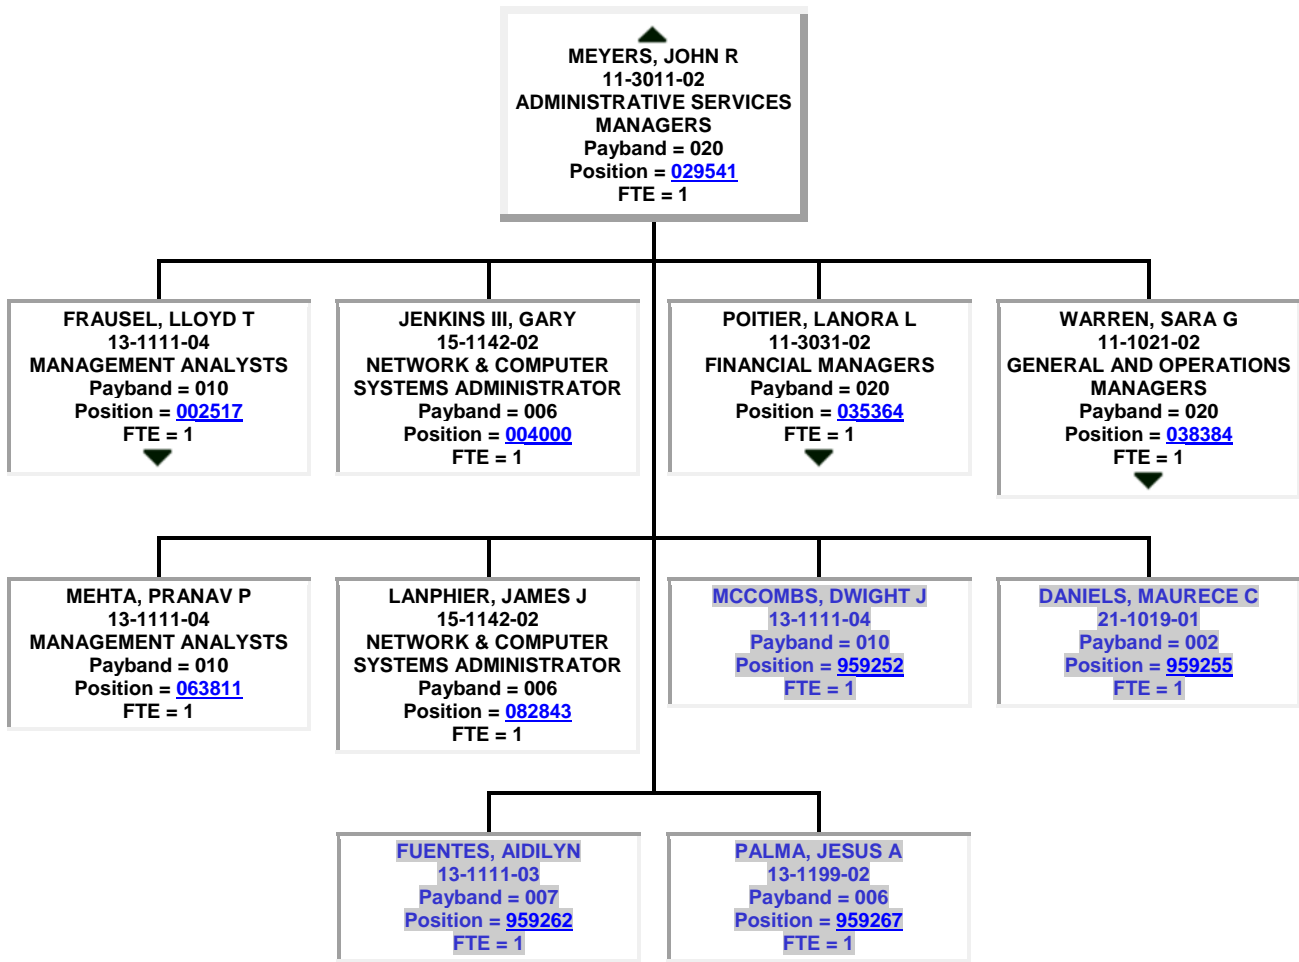 MEYERS, JOHN R
11-3011-02
ADMINISTRATIVE SERVICES
MANAGERS
Payband = 020
Position = 029541
FTE = 1
FRAUSEL, LLOYD T
13-1111-04
MANAGEMENT ANALYSTS
Payband = 010
Position = 002517
FTE = 1
JENKINS III, GARY
15-1142-02
NETWORK & COMPUTER
SYSTEMS ADMINISTRATOR
Payband = 006
Position = 004000
FTE = 1
POITIER, LANORA L
11-3031-02
FINANCIAL MANAGERS
Payband = 020
Position = 035364
FTE = 1
WARREN, SARA G
11-1021-02
GENERAL AND OPERATIONS
MANAGERS
Payband = 020
Position = 038384
FTE = 1
MEHTA, PRANAV P
13-1111-04
MANAGEMENT ANALYSTS
Payband = 010
Position = 063811
FTE = 1
LANPHIER, JAMES J
15-1142-02
NETWORK & COMPUTER
SYSTEMS ADMINISTRATOR
Payband = 006
Position = 082843
FTE = 1
MCCOMBS, DWIGHT J
13-1111-04
Payband = 010
Position = 959252
FTE = 1
DANIELS, MAURECE C
21-1019-01
Payband = 002
Position = 959255
FTE = 1
FUENTES, AIDILYN
13-1111-03
Payband = 007
Position = 959262
FTE = 1
PALMA, JESUS A
13-1199-02
Payband = 006
Position = 959267
FTE = 1